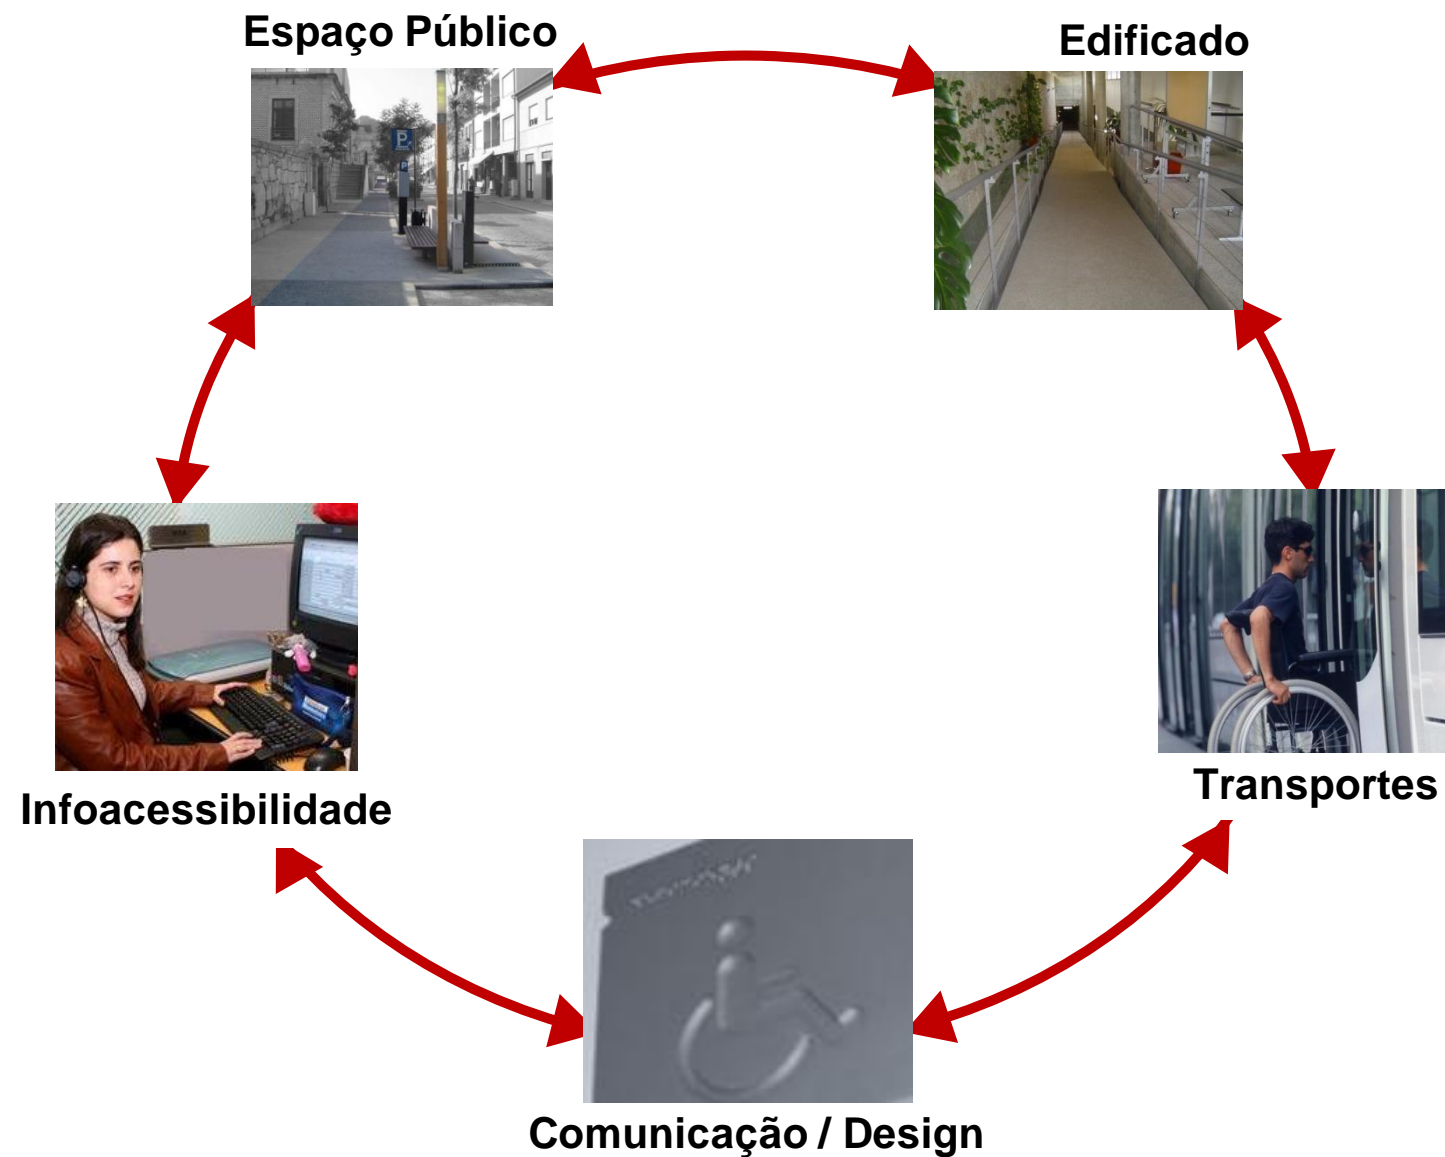 Espaço Público
Edificado
P
P
Infoacessibilidade
Transportes
Comunicação / Design